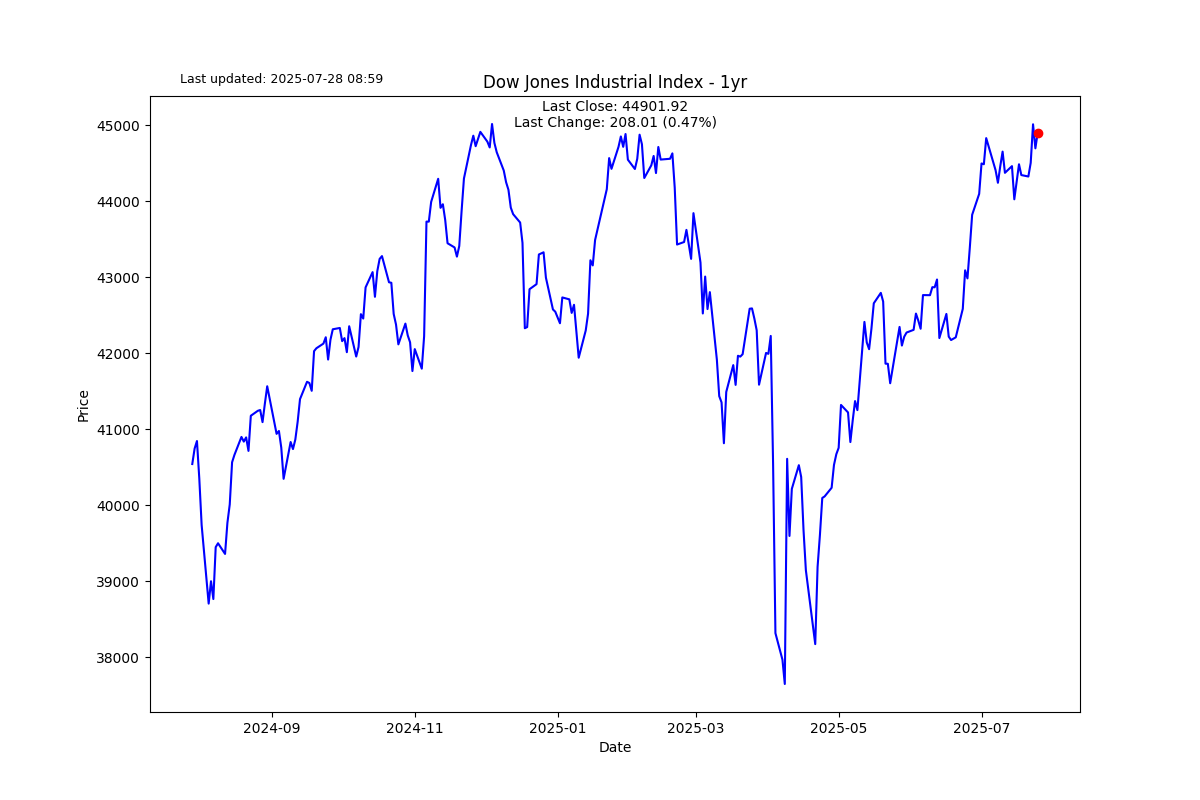 Last updated: 2025-07-28 08:59
Dow Jones Industrial Index - 1yr
Last Close: 44901.92
Last Change: 208.01 (0.47%)
45000
44000
43000
42000
41000
40000
39000
38000
Price
2024-09 2024-11 2025-01 2025-03 2025-05 2025-07
Date